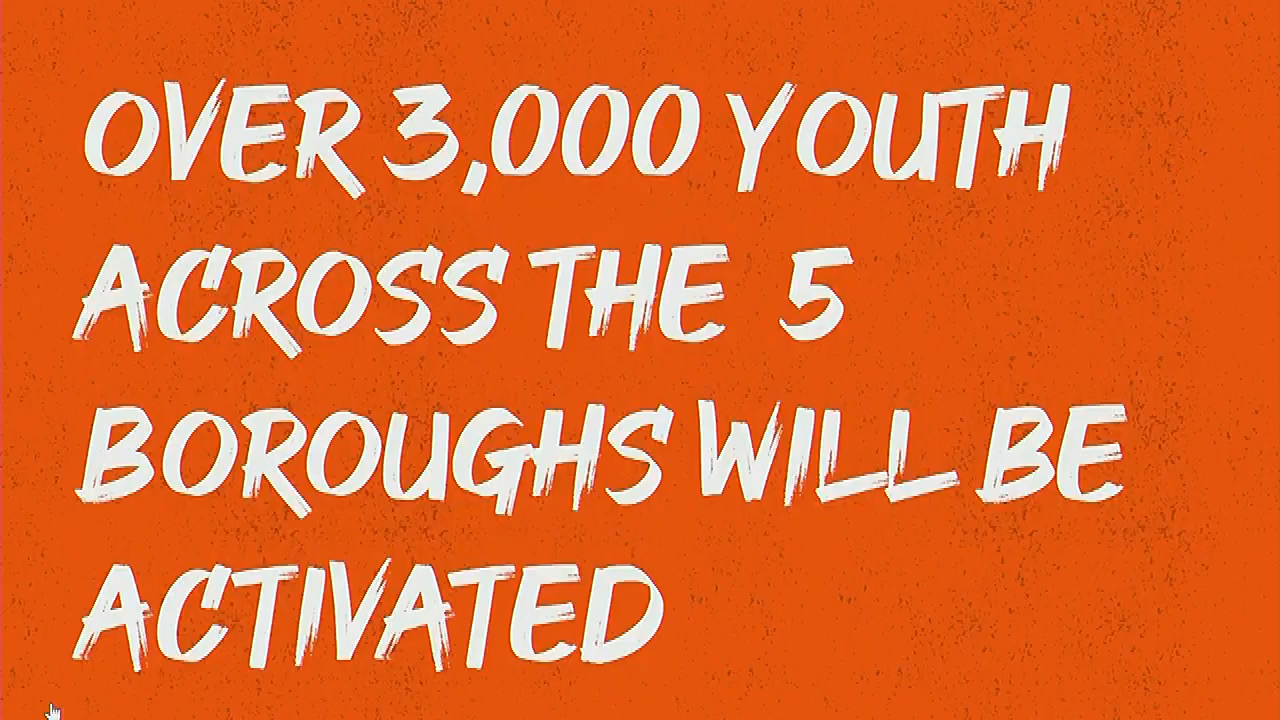 OVER 3,000 YOUTH
ACROSS THE 5
BOROUGHS WILL BE
ACTIVATED